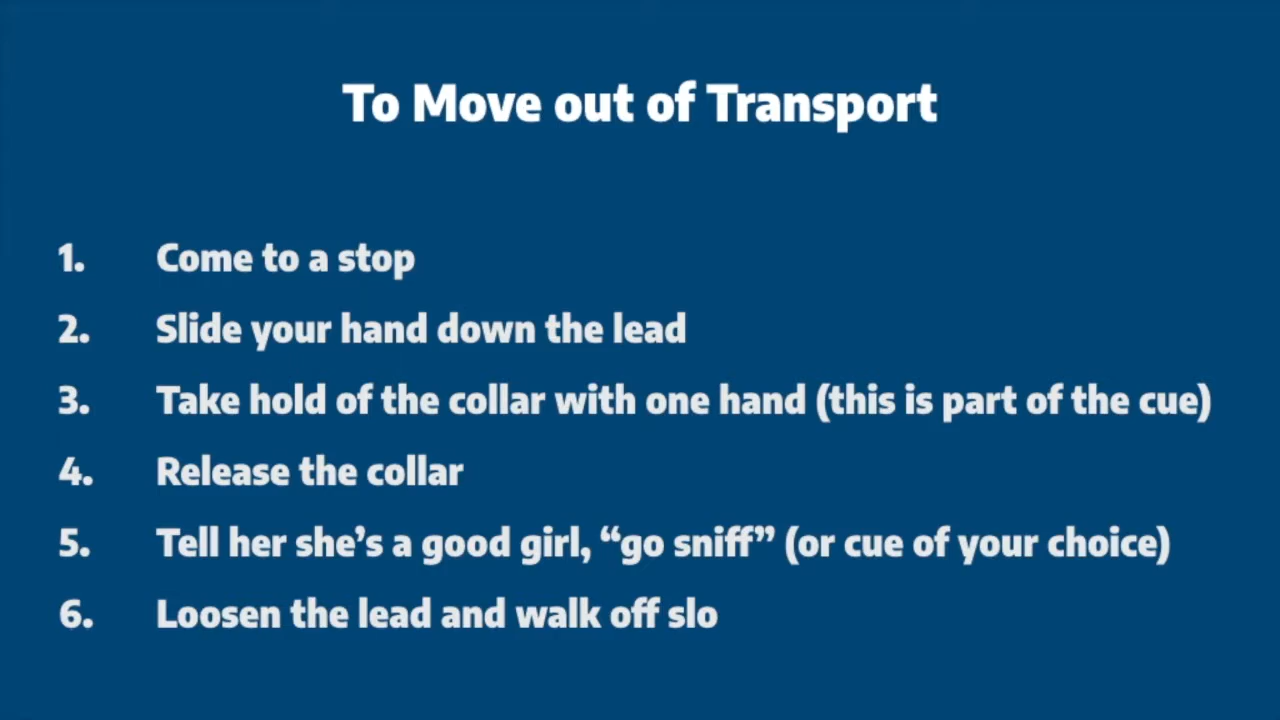 To Move out of Transport
1. Come to a stop
2. Slide your hand down the lead
3. Take hold of the collar with one hand (this is part of the cue)
4. Release the collar
5. Tell her she’s a good girl, “go sniff” (or cue of your choice)
6. Loosen the lead and walk off slo